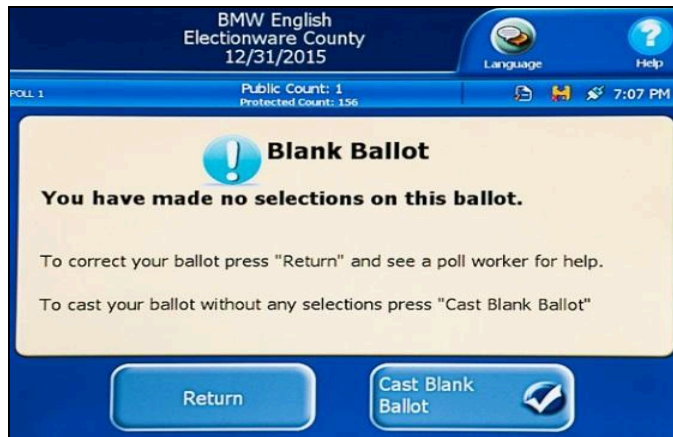 BMW English
Electionware County
12/31/2015
Language
Help
POLL 1
Public Count: 1
Protected Count: 156
7:07 PM
Blank Ballot
You have made no selections on this ballot.
To correct your ballot press "Return" and see a poll worker for help.
To cast your ballot without any selections press "Cast Blank Ballot"
Return
Cast Blank
Ballot